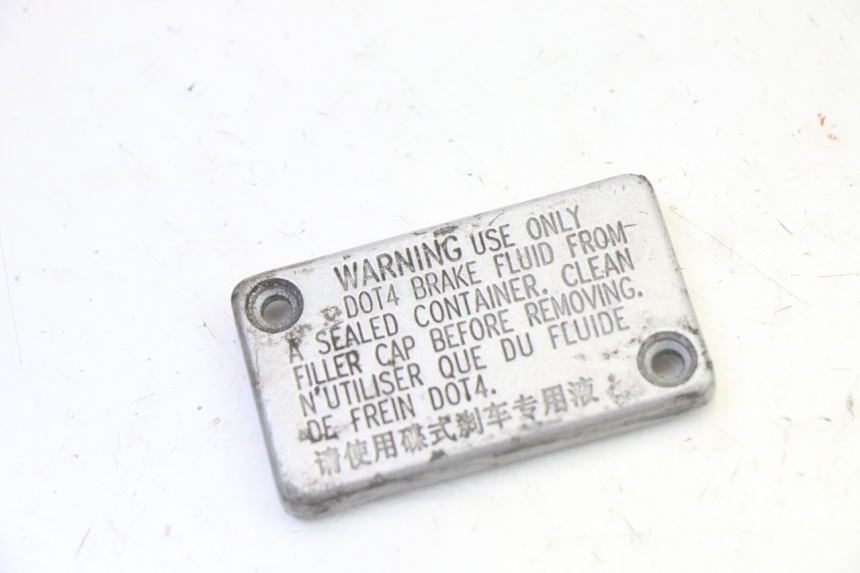 WARNING USE ONLY
DOT4 BRAKE FLUID FROM
A SEALED CONTAINER. CLEAN
FILLER CAP BEFORE REMOVING.
N'UTILISER QUE DU FLUIDE
DE FREIN DOT4.
请使用碟式刹车专用液